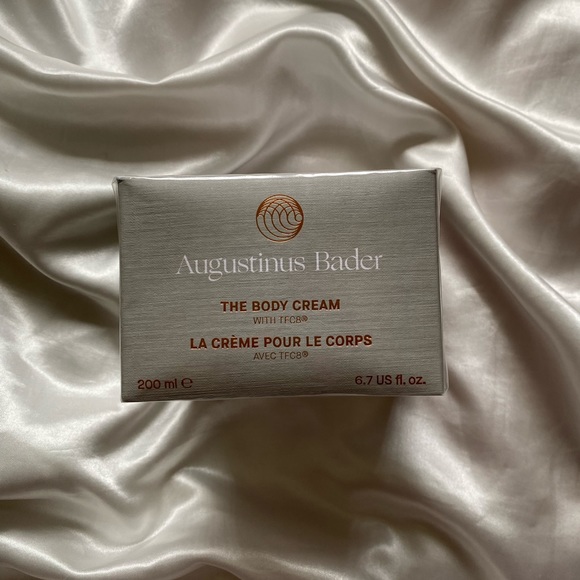 Augustinus Bader
THE BODY CREAM
WITH TFC8®
LA CRÈME POUR LE CORPS
AVEC TFC8®
200 ml ℮
6.7 US fl. oz.